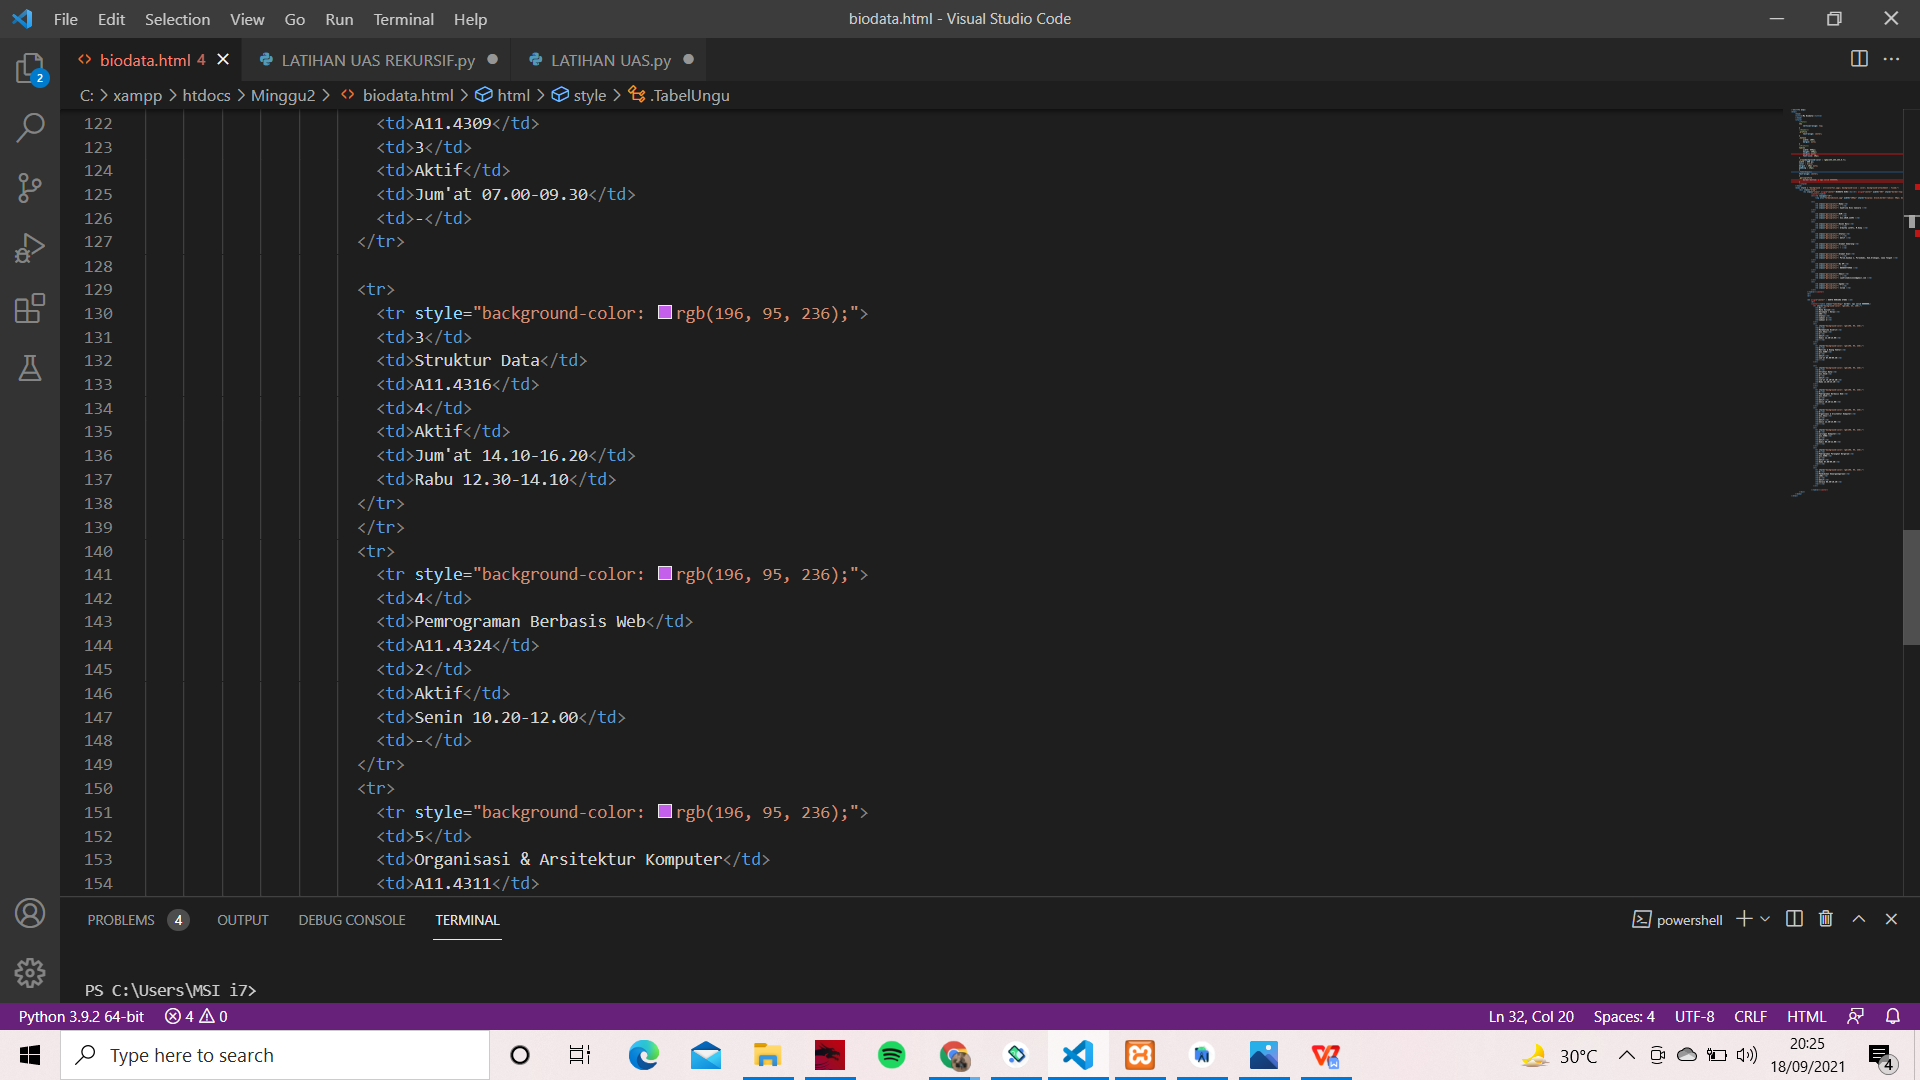 File Edit Selection View Go Run Terminal Help
biodata.html - Visual Studio Code
biodata.html 4
LATIHAN UAS REKURSIF.py
LATIHAN UAS.py
2
C: > xampp > htdocs > Minggu2 > biodata.html > html > style > .TabelUngu
122 <td>A11.4309</td>
123 <td>3</td>
124 <td>Aktif</td>
125 <td>Jum'at 07.00-09.30</td>
126 <td>-</td>
127 </tr>
128
129 <tr>
130 <tr style="background-color: rgb(196, 95, 236);">
131 <td>3</td>
132 <td>Struktur Data</td>
133 <td>A11.4316</td>
134 <td>4</td>
135 <td>Aktif</td>
136 <td>Jum'at 14.10-16.20</td>
137 <td>Rabu 12.30-14.10</td>
138 </tr>
139 </tr>
140 <tr>
141 <tr style="background-color: rgb(196, 95, 236);">
142 <td>4</td>
143 <td>Pemrograman Berbasis Web</td>
144 <td>A11.4324</td>
145 <td>2</td>
146 <td>Aktif</td>
147 <td>Senin 10.20-12.00</td>
148 <td>-</td>
149 </tr>
150 <tr>
151 <tr style="background-color: rgb(196, 95, 236);">
152 <td>5</td>
153 <td>Organisasi & Arsitektur Komputer</td>
154 <td>A11.4311</td>
PROBLEMS 4 OUTPUT DEBUG CONSOLE TERMINAL
powershell
PS C:\Users\MSI i7>
Python 3.9.2 64-bit 4 0
Ln 32, Col 20 Spaces: 4 UTF-8 CRLF HTML
Type here to search
30°C
20:25
18/09/2021
4